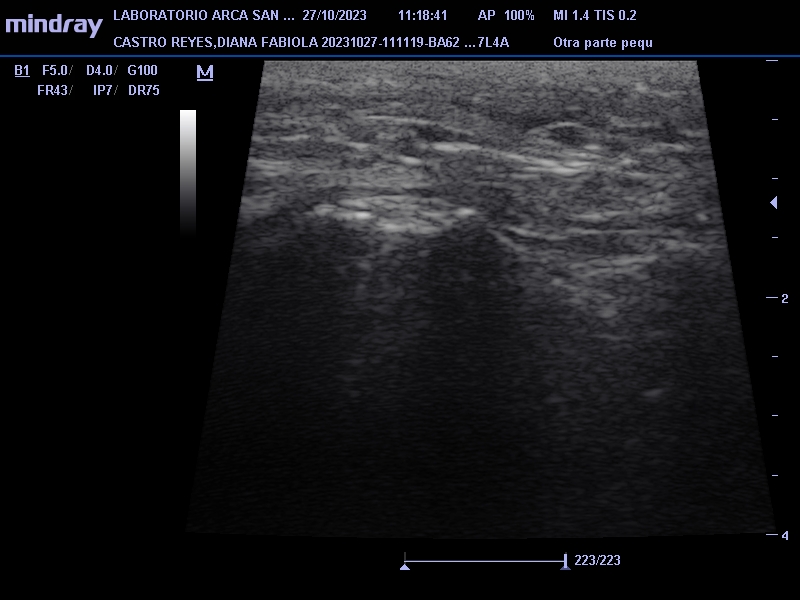 mindray LABORATORIO ARCA SAN ... 27/10/2023 11:18:41 AP 100% MI 1.4 TIS 0.2
CASTRO REYES,DIANA FABIOLA 20231027-111119-BA62 ...7L4A Otra parte pequ
B1 F5.0/ D4.0/ G100 M
FR43/ IP7/ DR75
2
4
223/223